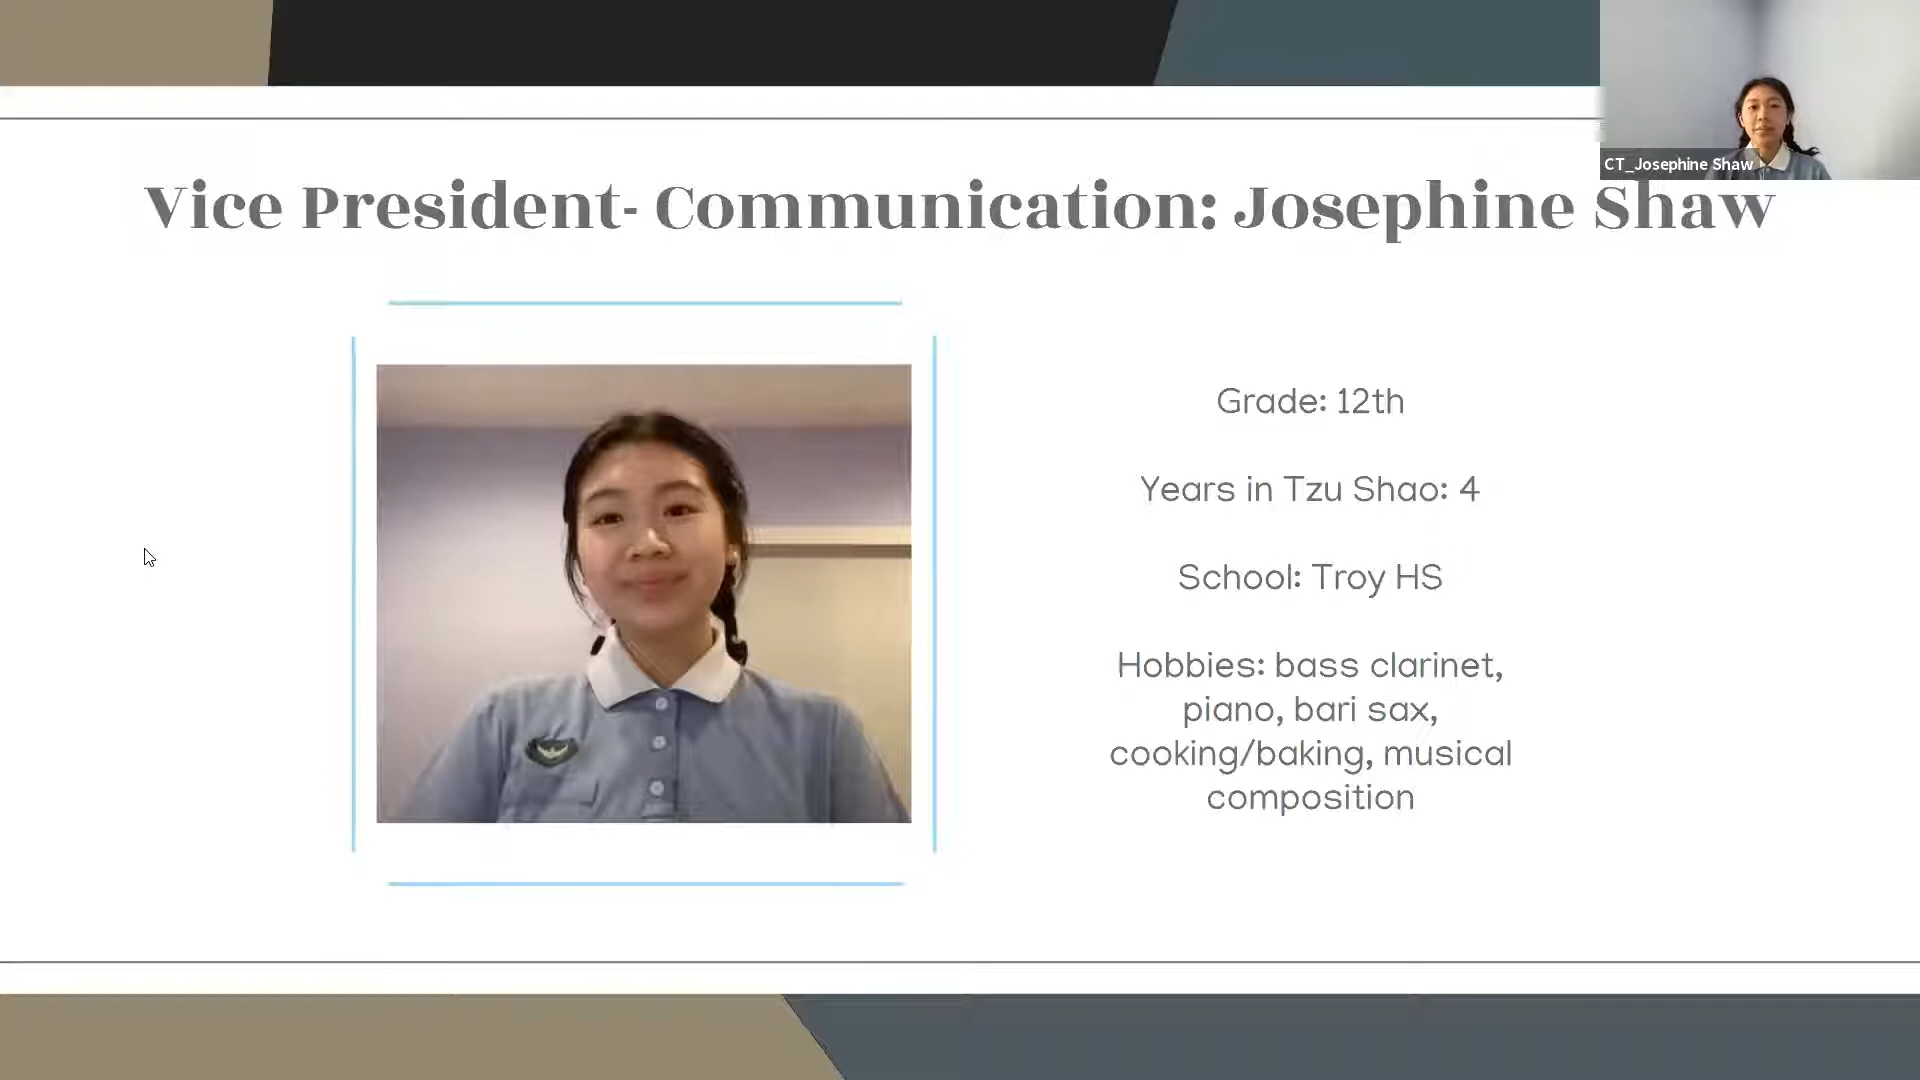 CT_Josephine Shaw
Vice President- Communication: Josephine Shaw
Grade: 12th
Years in Tzu Shao: 4
School: Troy HS
Hobbies: bass clarinet,
piano, bari sax,
cooking/baking, musical
composition